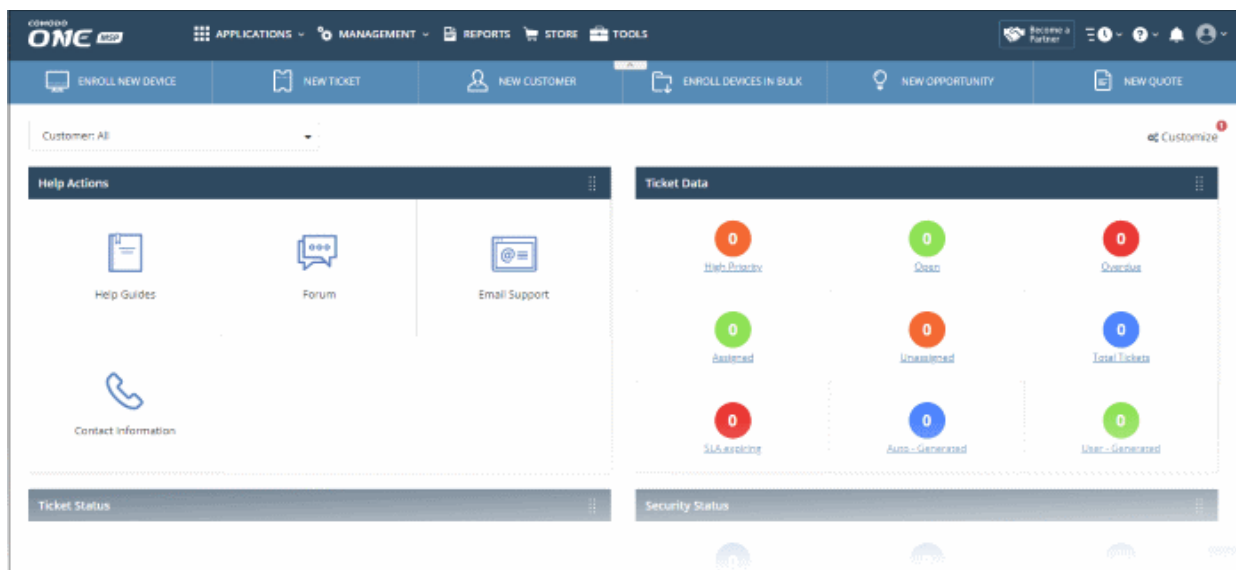 COMODO
ONE MSP
APPLICATIONS
MANAGEMENT
REPORTS
STORE
TOOLS
Become a
Partner
ENROLL NEW DEVICE
NEW TICKET
NEW CUSTOMER
ENROLL DEVICES IN BULK
NEW OPPORTUNITY
NEW QUOTE
Customer: All
Customize
1
Help Actions
Help Guides
Forum
Email Support
Contact Information
Ticket Data
0
High Priority
0
Open
0
Overdue
0
Assigned
0
Unassigned
0
Total Tickets
0
SLA expiring
0
Auto - Generated
0
User - Generated
Ticket Status
Security Status